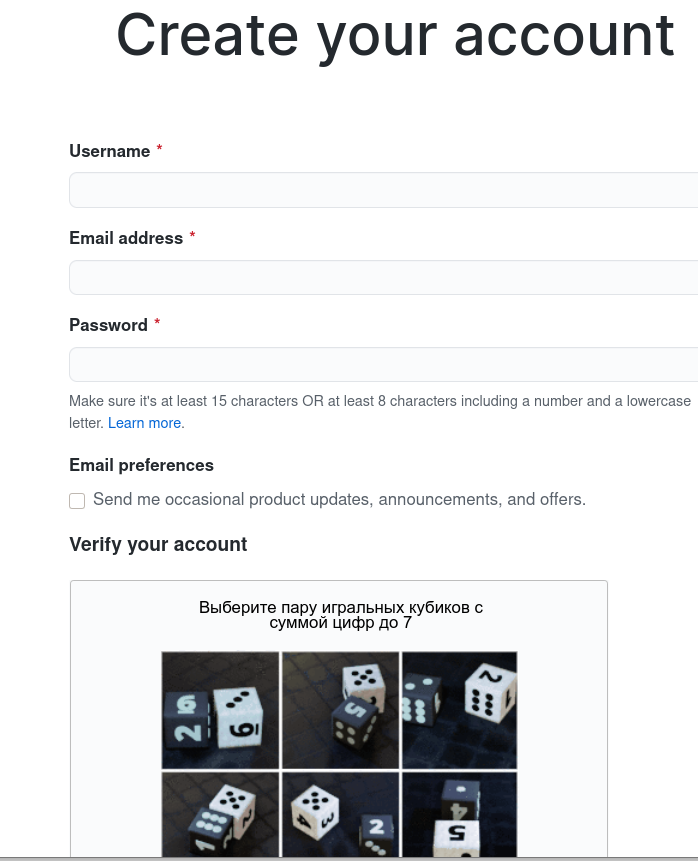 Create your account
Username *
Email address *
Password *
Make sure it's at least 15 characters OR at least 8 characters including a number and a lowercase
letter. Learn more.
Email preferences
Send me occasional product updates, announcements, and offers.
Verify your account
Выберите пару игральных кубиков с
суммой цифр до 7